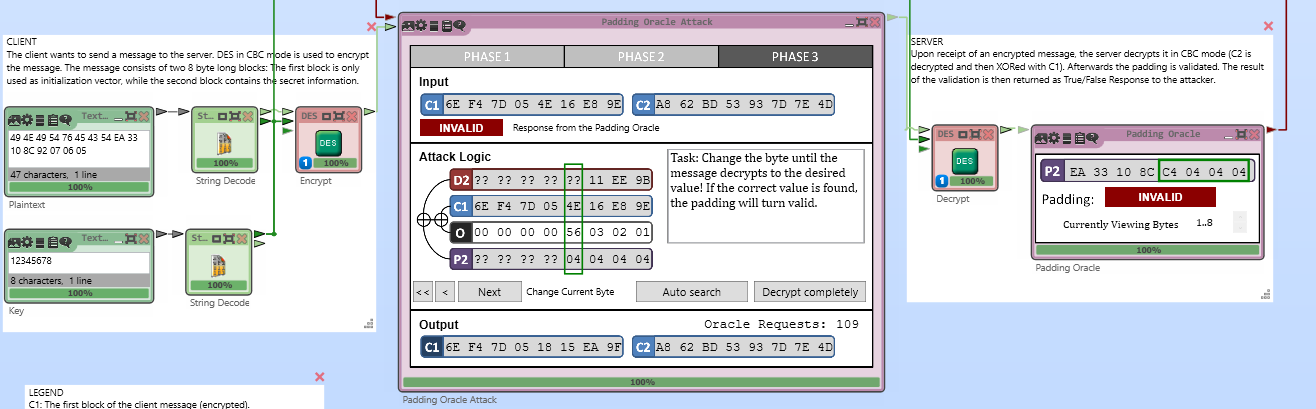 CLIENT
The client wants to send a message to the server. DES in CBC mode is used to encrypt
the message. The message consists of two 8 byte long blocks: The first block is only
used as initialization vector, while the second block contains the secret information.
Text...
49 4E 49 54 76 45 43 54 EA 33
10 8C 92 07 06 05
47 characters, 1 line
100%
Plaintext
St...
100%
String Decode
DES
DES
1 100%
Encrypt
Text...
12345678
8 characters, 1 line
100%
Key
St...
100%
String Decode
LEGEND
C1: The first block of the client message (encrypted).
Padding Oracle Attack
PHASE 1 PHASE 2 PHASE 3
Input
C1 6E F4 7D 05 4E 16 E8 9E C2 A8 62 BD 53 93 7D 7E 4D
INVALID Response from the Padding Oracle
Attack Logic
D2 ?? ?? ?? ?? ?? 11 EE 9B
C1 6E F4 7D 05 4E 16 E8 9E
O 00 00 00 00 56 03 02 01
P2 ?? ?? ?? ?? 04 04 04 04
Task: Change the byte until the
message decrypts to the desired
value! If the correct value is found,
the padding will turn valid.
<< < Next Change Current Byte Auto search Decrypt completely
Output Oracle Requests: 109
C1 6E F4 7D 05 18 15 EA 9F C2 A8 62 BD 53 93 7D 7E 4D
100%
Padding Oracle Attack
SERVER
Upon receipt of an encrypted message, the server decrypts it in CBC mode (C2 is
decrypted and then XORed with C1). Afterwards the padding is validated. The result
of the validation is then returned as True/False Response to the attacker.
DES
DES
1 100%
Decrypt
Padding Oracle
P2 EA 33 10 8C C4 04 04 04
Padding: INVALID
Currently Viewing Bytes 1..8
100%
Padding Oracle